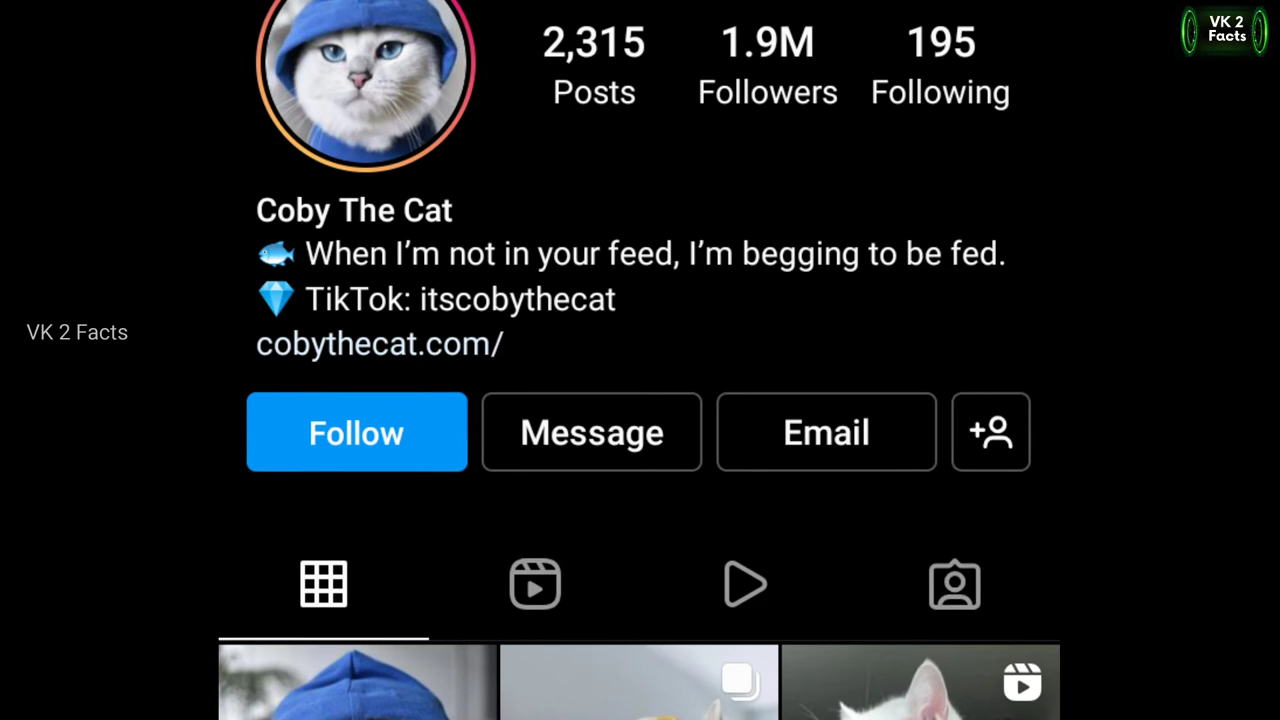 VK 2
Facts
2,315 1.9M 195
Posts Followers Following
Coby The Cat
🐟 When I’m not in your feed, I’m begging to be fed.
💎 TikTok: itscobythecat
VK 2 Facts
cobythecat.com/
Follow Message Email